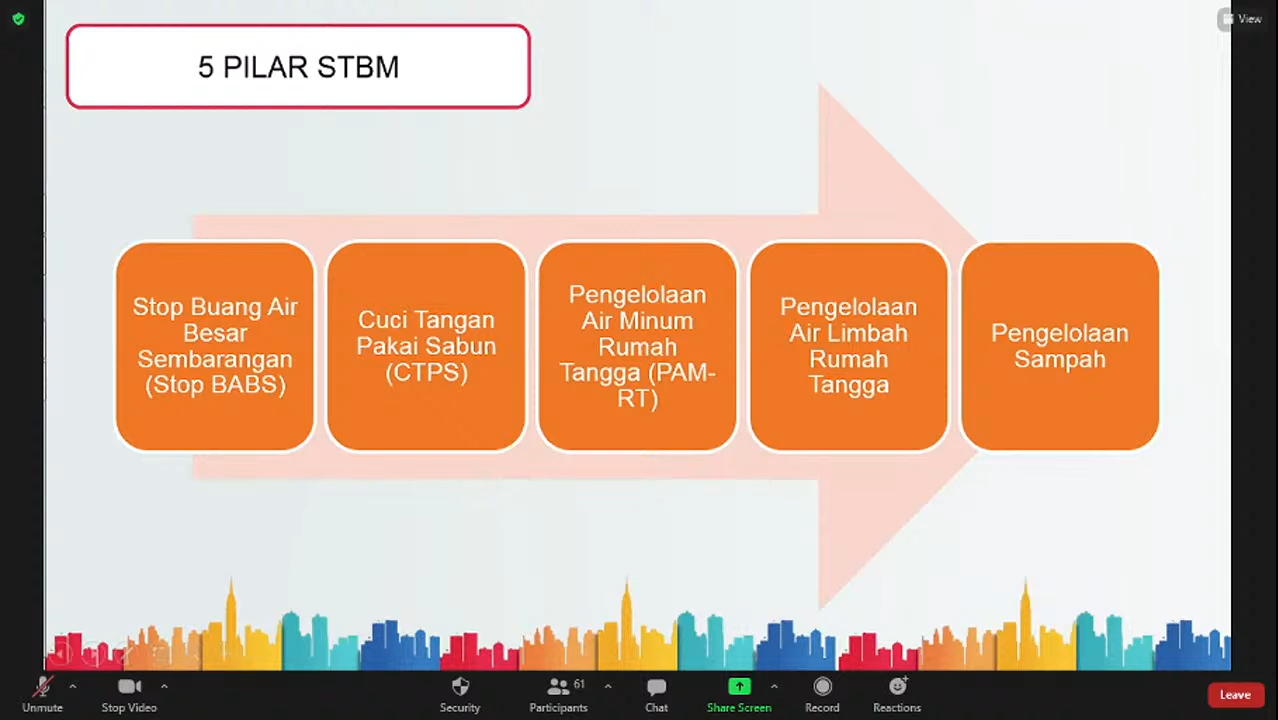 View
5 PILAR STBM
Stop Buang Air
Besar
Sembarangan
(Stop BABS)
Cuci Tangan
Pakai Sabun
(CTPS)
Pengelolaan
Air Minum
Rumah
Tangga (PAM-
RT)
Pengelolaan
Air Limbah
Rumah
Tangga
Pengelolaan
Sampah
61
Unmute
Stop Video
Security
Participants
Chat
Share Screen
Record
Reactions
Leave